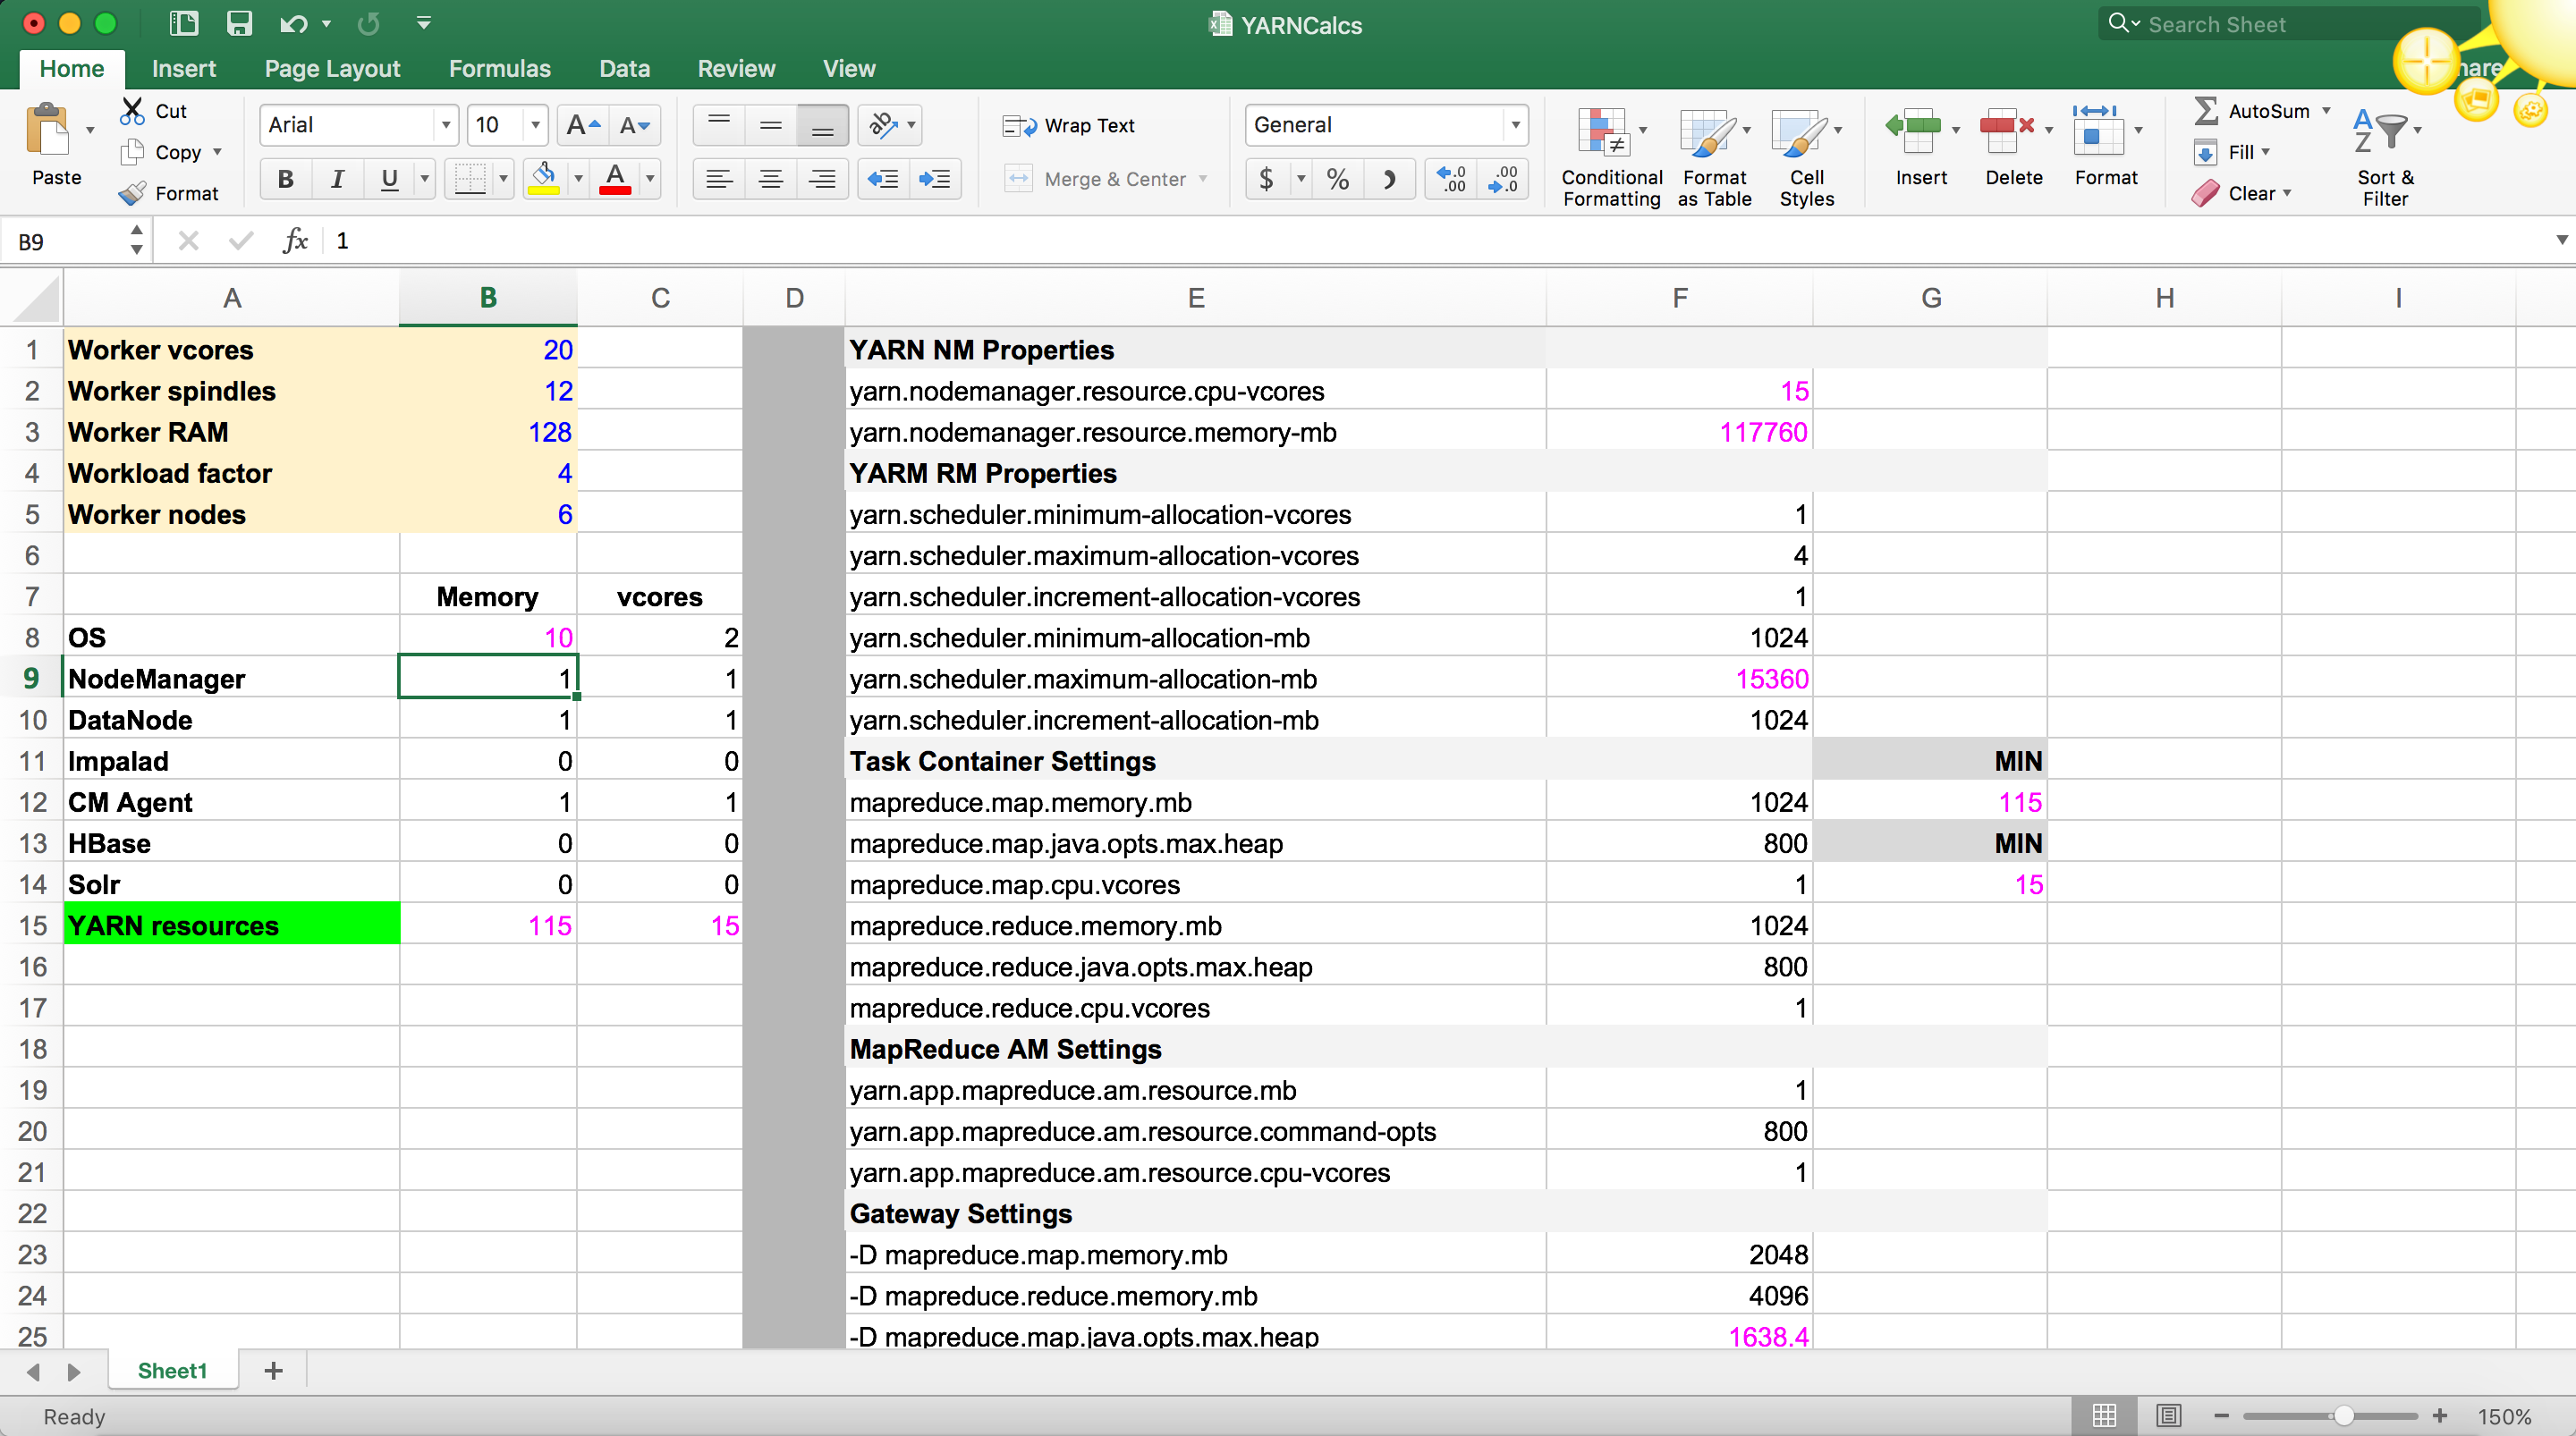 YARNCalcs
Search Sheet
Home Insert Page Layout Formulas Data Review View
Cut
Copy
Format
Paste
Arial 10
B I U
Wrap Text
Merge & Center
General
$ %
Conditional Formatting
Format as Table
Cell Styles
Insert
Delete
Format
AutoSum
Fill
Clear
Sort & Filter
B9 fx 1
A B C D E F G H I
1 Worker vcores 20 YARN NM Properties
2 Worker spindles 12 yarn.nodemanager.resource.cpu-vcores 15
3 Worker RAM 128 yarn.nodemanager.resource.memory-mb 117760
4 Workload factor 4 YARM RM Properties
5 Worker nodes 6 yarn.scheduler.minimum-allocation-vcores 1
6 yarn.scheduler.maximum-allocation-vcores 4
7 Memory vcores yarn.scheduler.increment-allocation-vcores 1
8 OS 10 2 yarn.scheduler.minimum-allocation-mb 1024
9 NodeManager 1 1 yarn.scheduler.maximum-allocation-mb 15360
10 DataNode 1 1 yarn.scheduler.increment-allocation-mb 1024
11 Impalad 0 0 Task Container Settings MIN
12 CM Agent 1 1 mapreduce.map.memory.mb 1024 115
13 HBase 0 0 mapreduce.map.java.opts.max.heap 800 MIN
14 Solr 0 0 mapreduce.map.cpu.vcores 1 15
15 YARN resources 115 15 mapreduce.reduce.memory.mb 1024
16 mapreduce.reduce.java.opts.max.heap 800
17 mapreduce.reduce.cpu.vcores 1
18 MapReduce AM Settings
19 yarn.app.mapreduce.am.resource.mb 1
20 yarn.app.mapreduce.am.resource.command-opts 800
21 yarn.app.mapreduce.am.resource.cpu-vcores 1
22 Gateway Settings
23 -D mapreduce.map.memory.mb 2048
24 -D mapreduce.reduce.memory.mb 4096
25 -D mapreduce.map.java.opts.max.heap 1638.4
Sheet1 +
Ready
150%